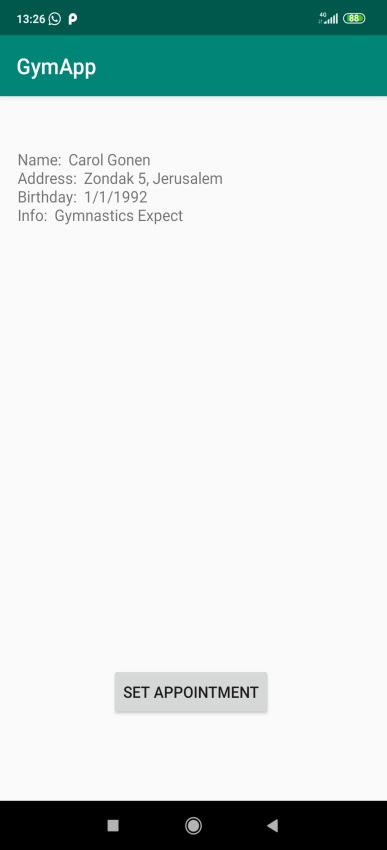 13:26
4G 88
GymApp
Name: Carol Gonen
Address: Zondak 5, Jerusalem
Birthday: 1/1/1992
Info: Gymnastics Expect
SET APPOINTMENT